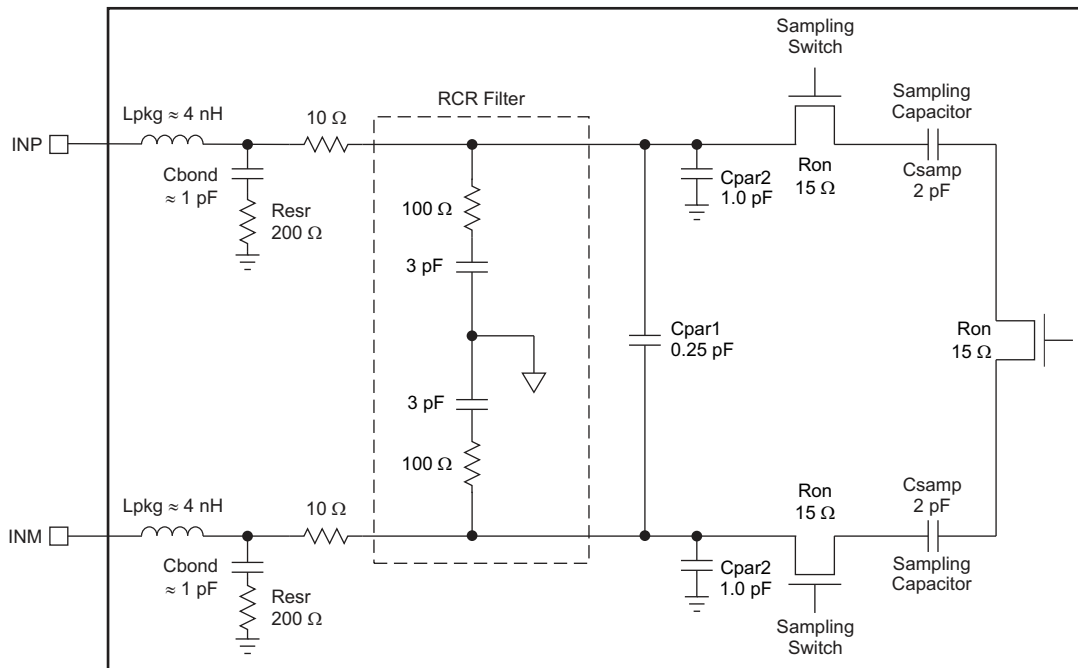 Sampling
Switch
Lpkg ≈ 4 nH
10 Ω
RCR Filter
Sampling
Capacitor
INP
Cbond
≈ 1 pF
Resr
200 Ω
100 Ω
3 pF
Cpar2
1.0 pF
Ron
15 Ω
Csamp
2 pF
Cpar1
0.25 pF
Ron
15 Ω
3 pF
100 Ω
Lpkg ≈ 4 nH
10 Ω
Ron
15 Ω
Csamp
2 pF
INM
Cbond
≈ 1 pF
Resr
200 Ω
Cpar2
1.0 pF
Sampling
Capacitor
Sampling
Switch